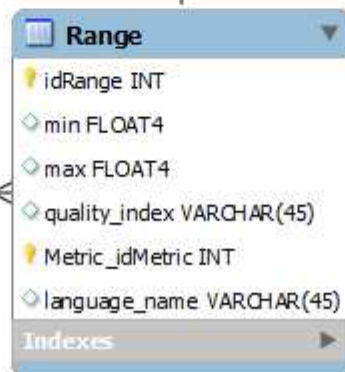 Range
idRange INT
min FLOAT4
max FLOAT4
quality_index VARCHAR(45)
Metric_idMetric INT
language_name VARCHAR(45)
Indexes